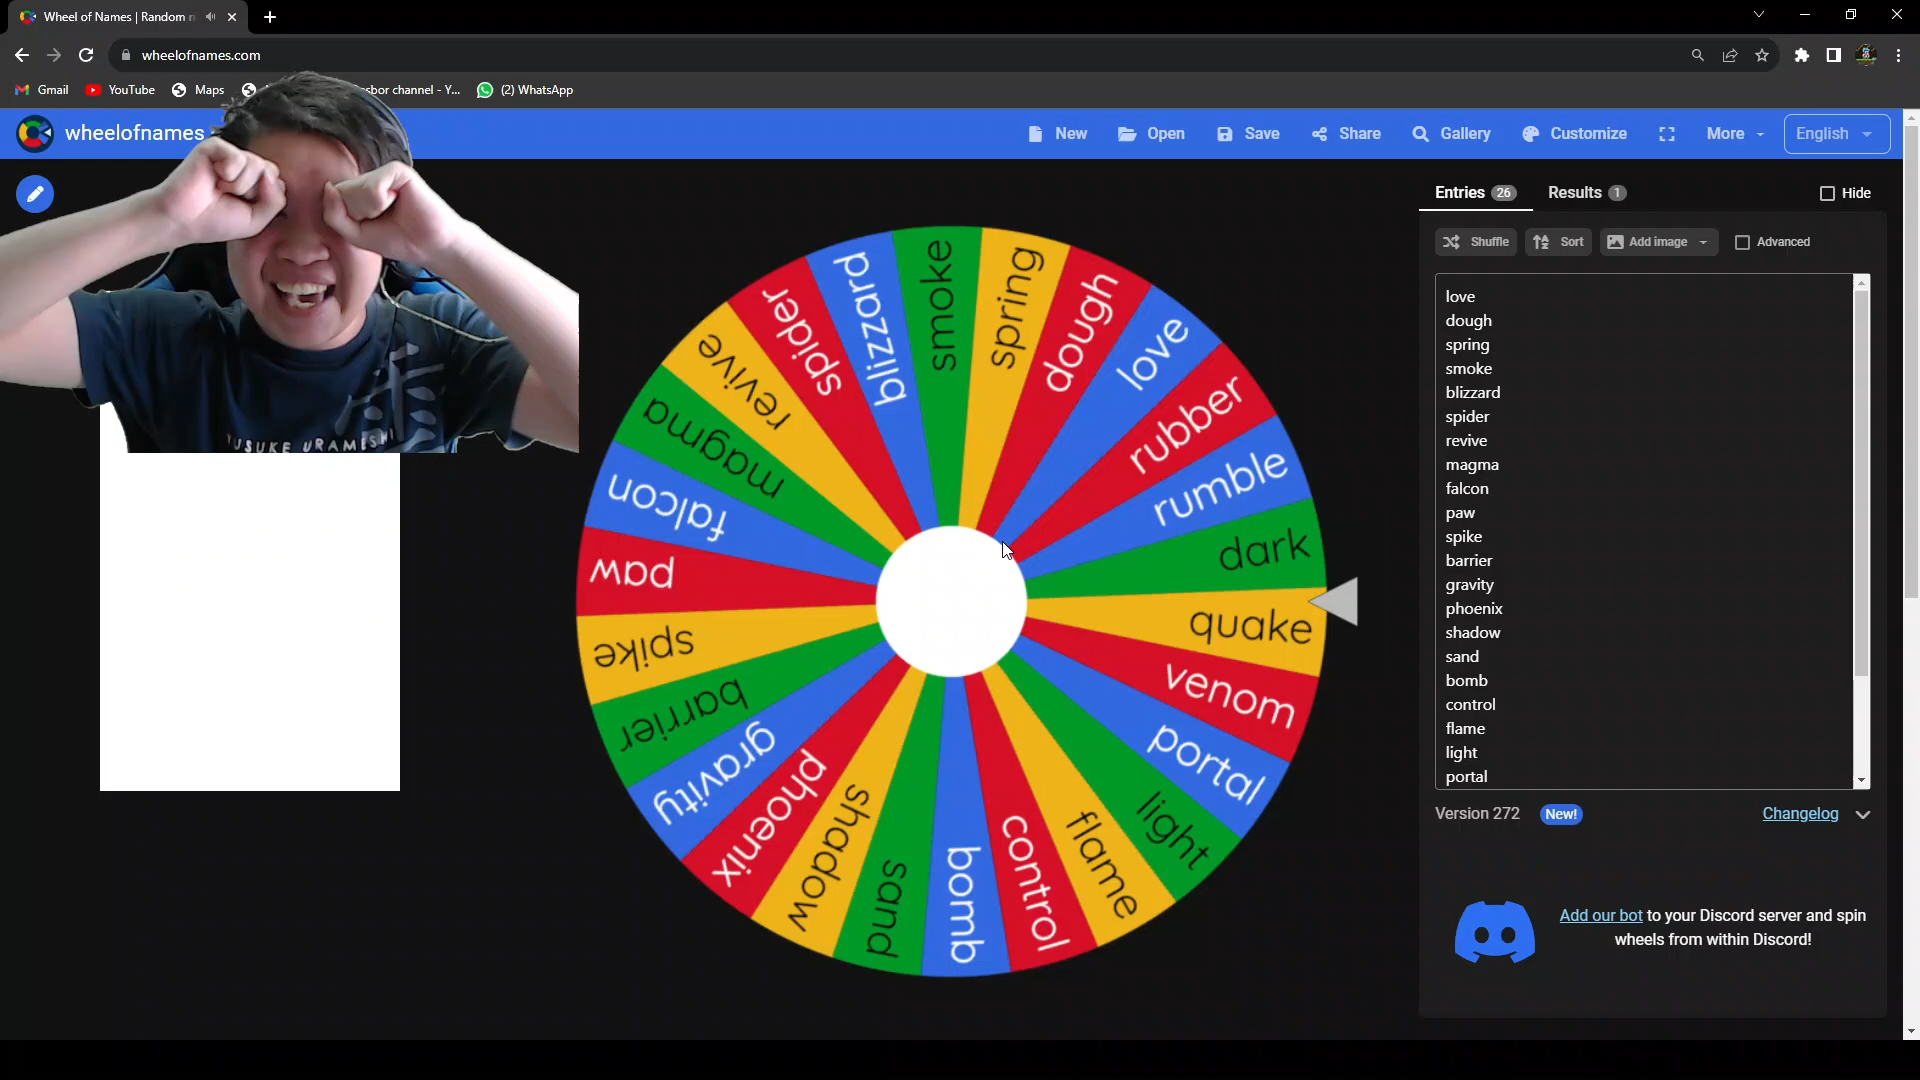 Wheel of Names | Random n
wheelofnames.com
Gmail
YouTube
Maps
sbor channel - Y...
(2) WhatsApp
wheelofnames
New
Open
Save
Share
Gallery
Customize
More
English
Entries 26
Results 1
Hide
Shuffle
Sort
Add image
Advanced
love
dough
spring
smoke
blizzard
spider
revive
magma
falcon
paw
spike
barrier
gravity
phoenix
shadow
sand
bomb
control
flame
light
portal
Version 272
New!
Changelog
Add our bot to your Discord server and spin
wheels from within Discord!
smoke
spring
dough
love
rubber
rumble
dark
quake
venom
portal
light
flame
control
bomb
sand
shadow
phoenix
gravity
barrier
spike
paw
falcon
magma
revive
spider
blizzard
YUSUKE URAMESHI